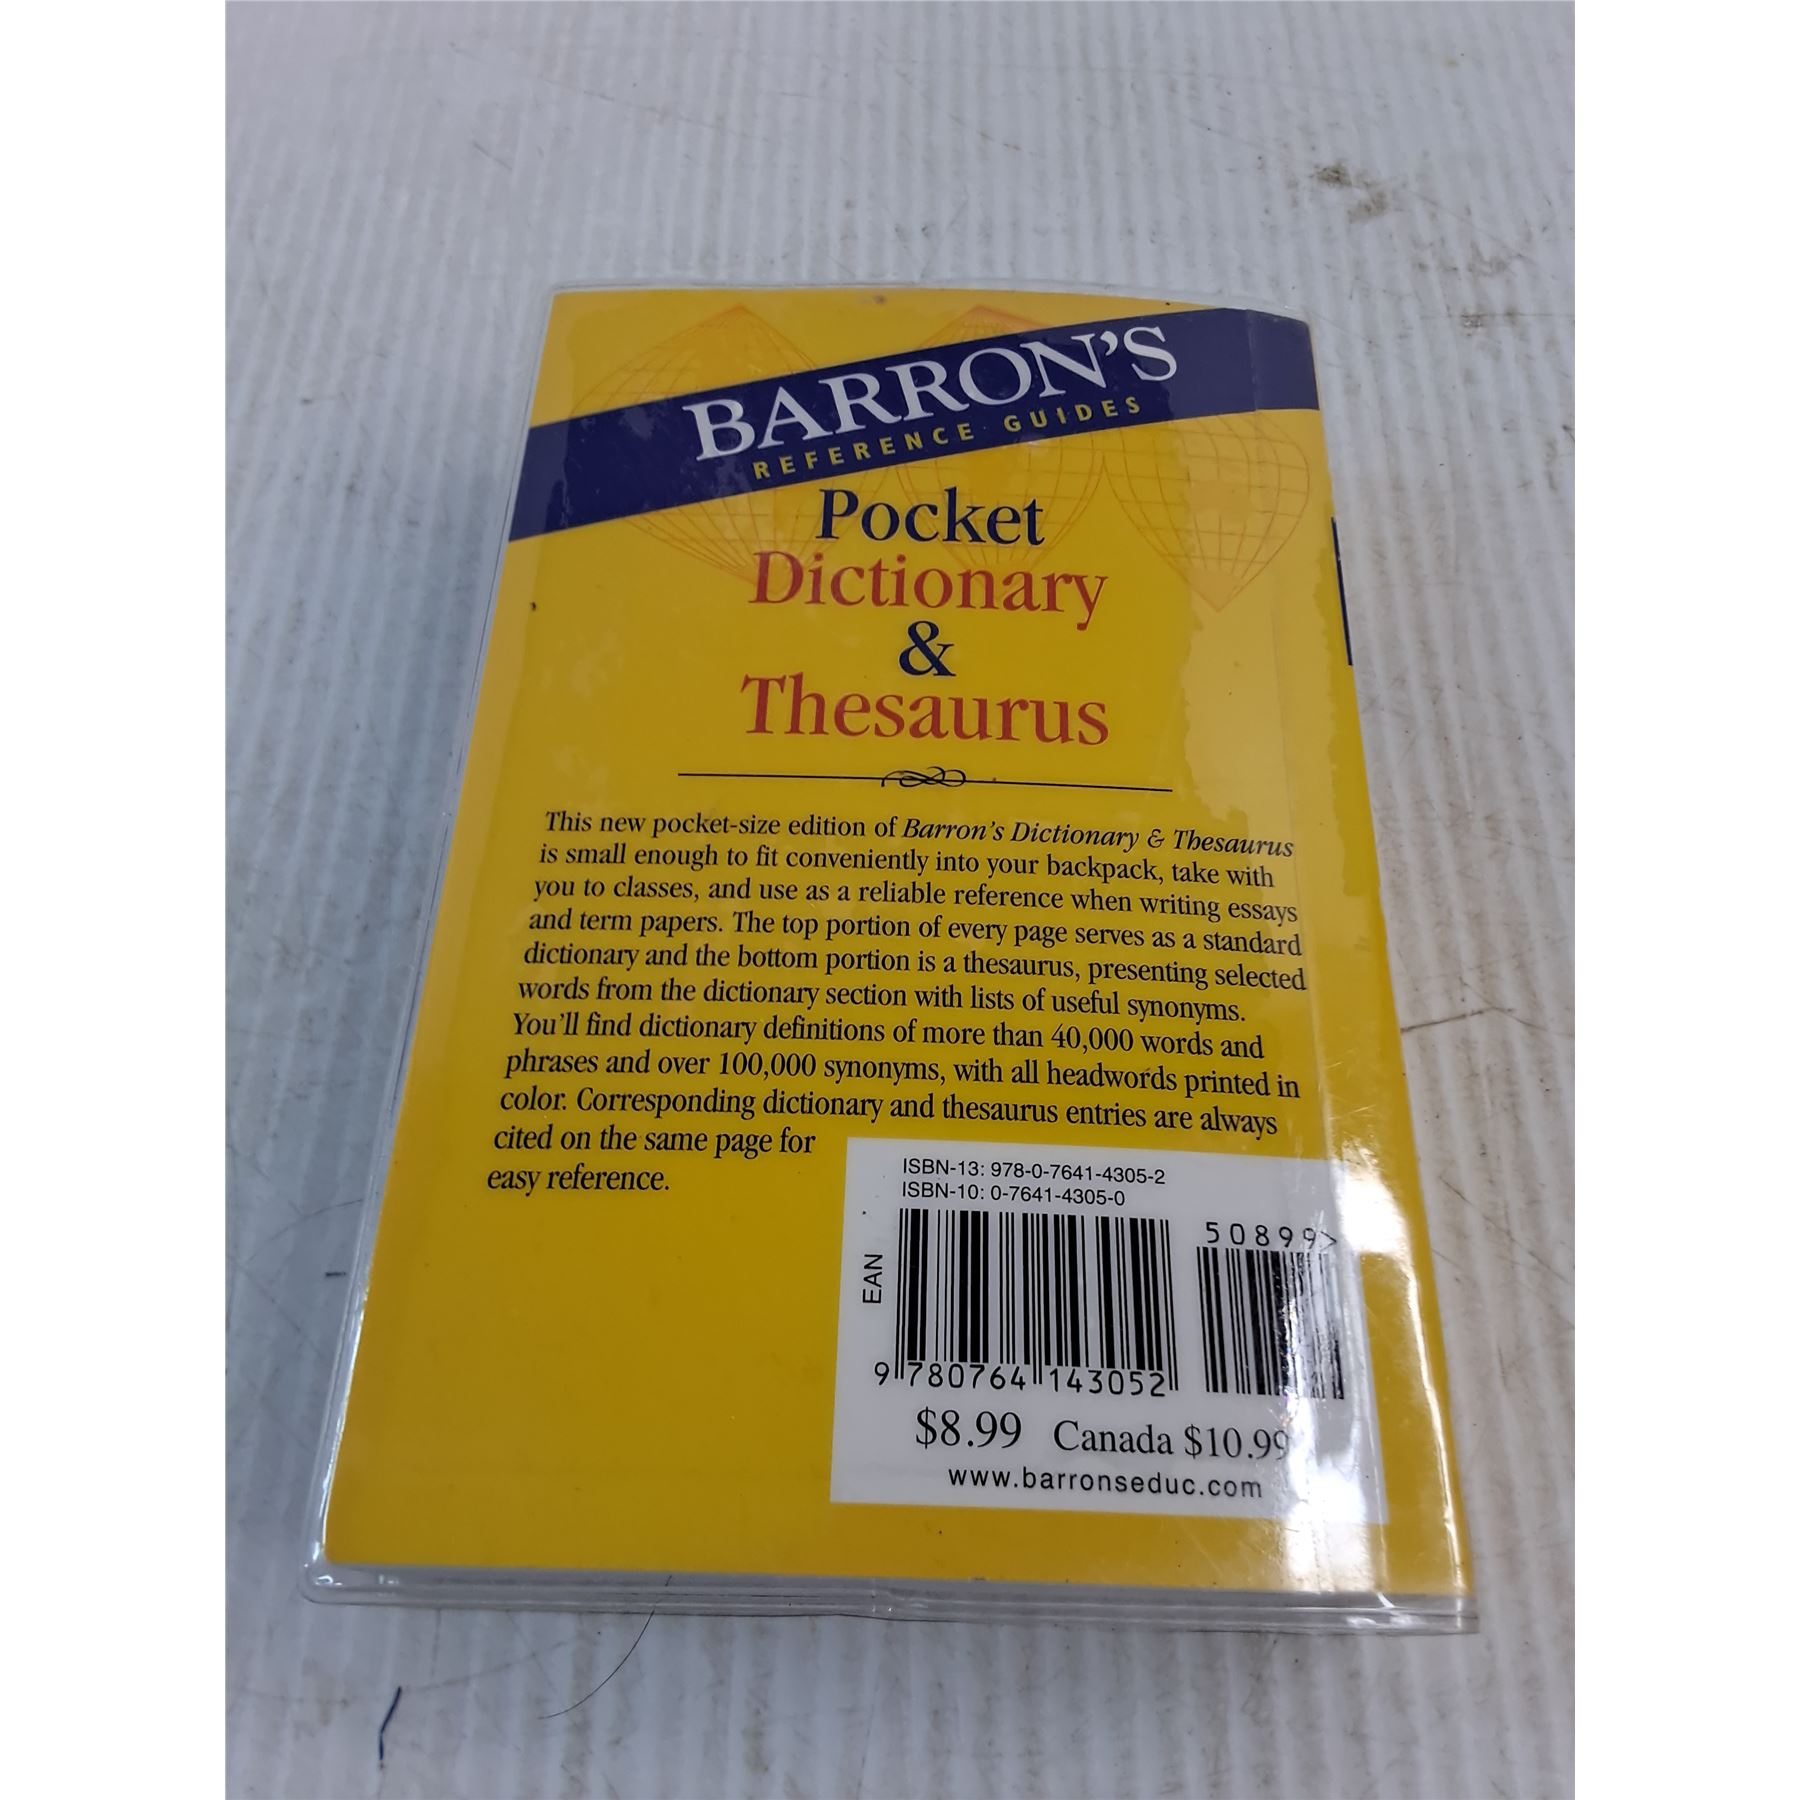 BARRON'S
REFERENCE GUIDES
Pocket
Dictionary
&
Thesaurus
This new pocket-size edition of Barron's Dictionary & Thesaurus
is small enough to fit conveniently into your backpack, take with
you to classes, and use as a reliable reference when writing essays
and term papers. The top portion of every page serves as a standard
dictionary and the bottom portion is a thesaurus, presenting selected
words from the dictionary section with lists of useful synonyms.
You'll find dictionary definitions of more than 40,000 words and
phrases and over 100,000 synonyms, with all headwords printed in
color. Corresponding dictionary and thesaurus entries are always
cited on the same page for
easy reference.
ISBN-13: 978-0-7641-4305-2
ISBN-10: 0-7641-4305-0
50899>
EAN
9 780764 143052
$8.99 Canada $10.99
www.barronseduc.com